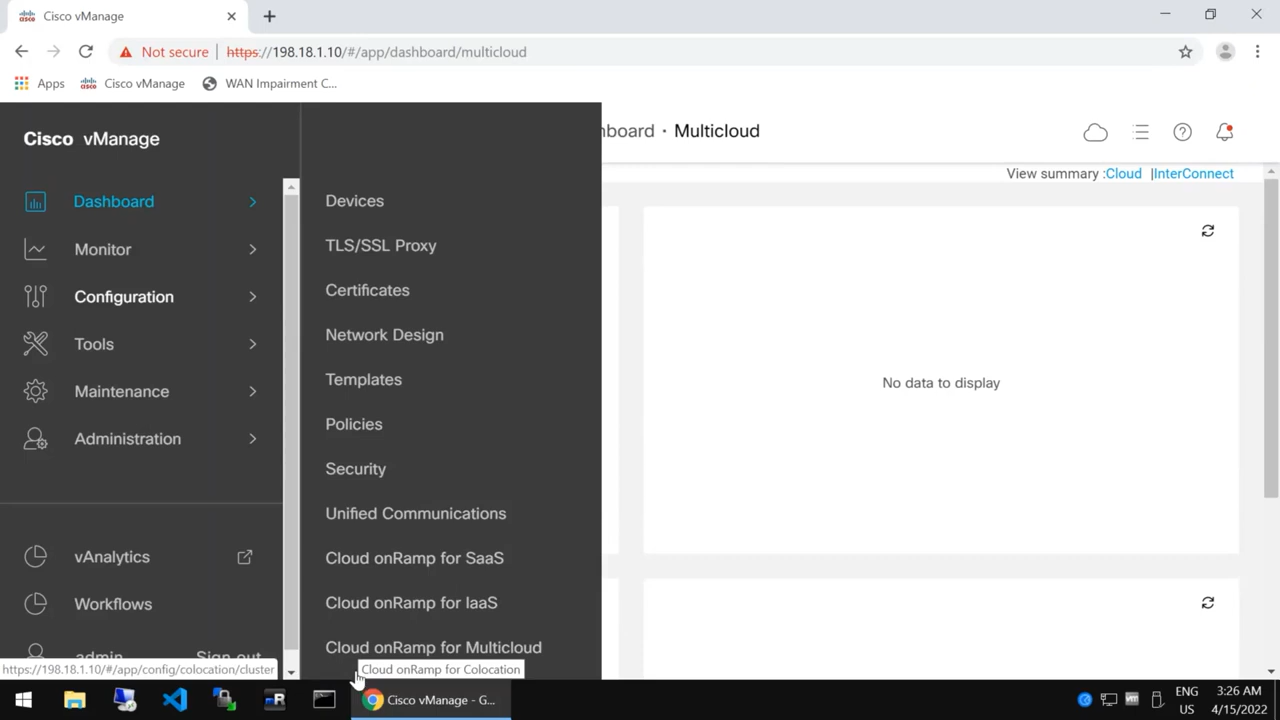 Cisco vManage
Not secure
https://198.18.1.10/#/app/dashboard/multicloud
Apps
Cisco vManage
WAN Impairment C...
Cisco vManage
Dashboard
Monitor
Configuration
Tools
Maintenance
Administration
vAnalytics
Workflows
admin
Sign out
Devices
TLS/SSL Proxy
Certificates
Network Design
Templates
Policies
Security
Unified Communications
Cloud onRamp for SaaS
Cloud onRamp for IaaS
Cloud onRamp for Multicloud
Cloud onRamp for Colocation
https://198.18.1.10/#/app/config/colocation/cluster
nboard · Multicloud
View summary :Cloud |InterConnect
No data to display
Cisco vManage - G...
ENG
US
3:26 AM
4/15/2022